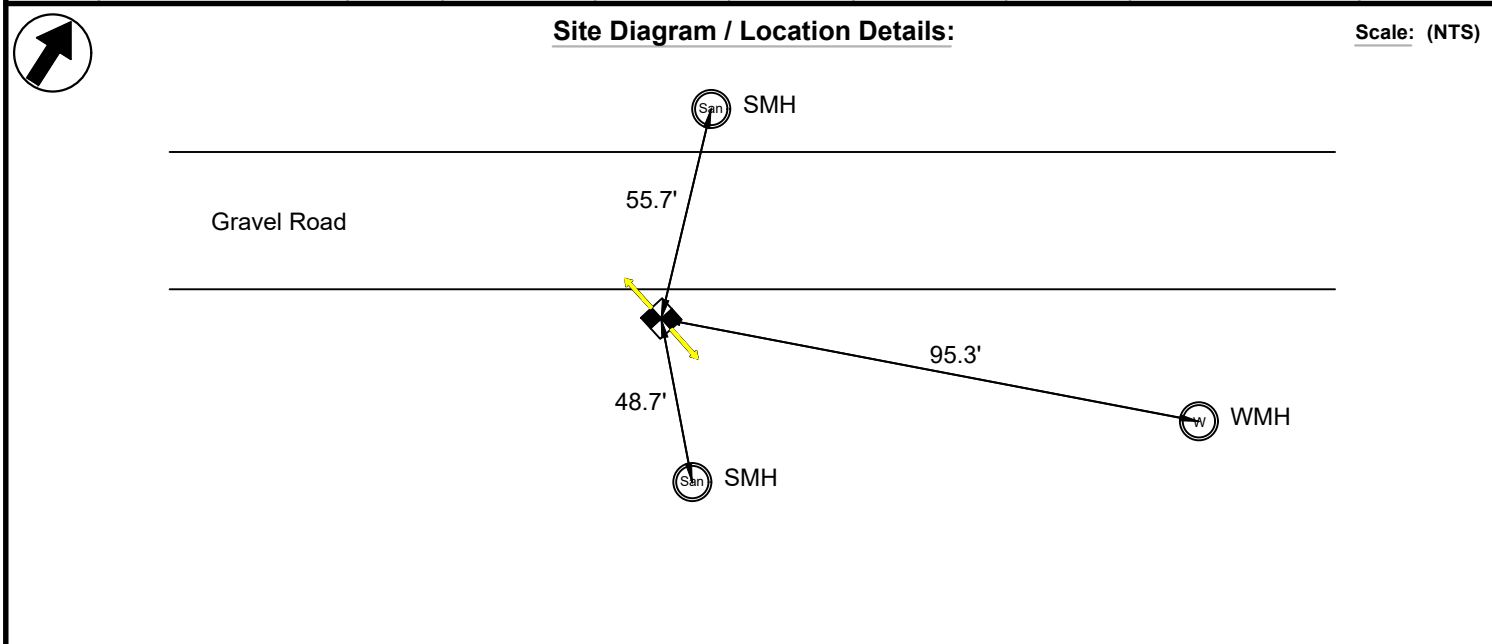 Site Diagram / Location Details:
Scale: (NTS)
San
SMH
55.7'
Gravel Road
95.3'
48.7'
W
WMH
San
SMH